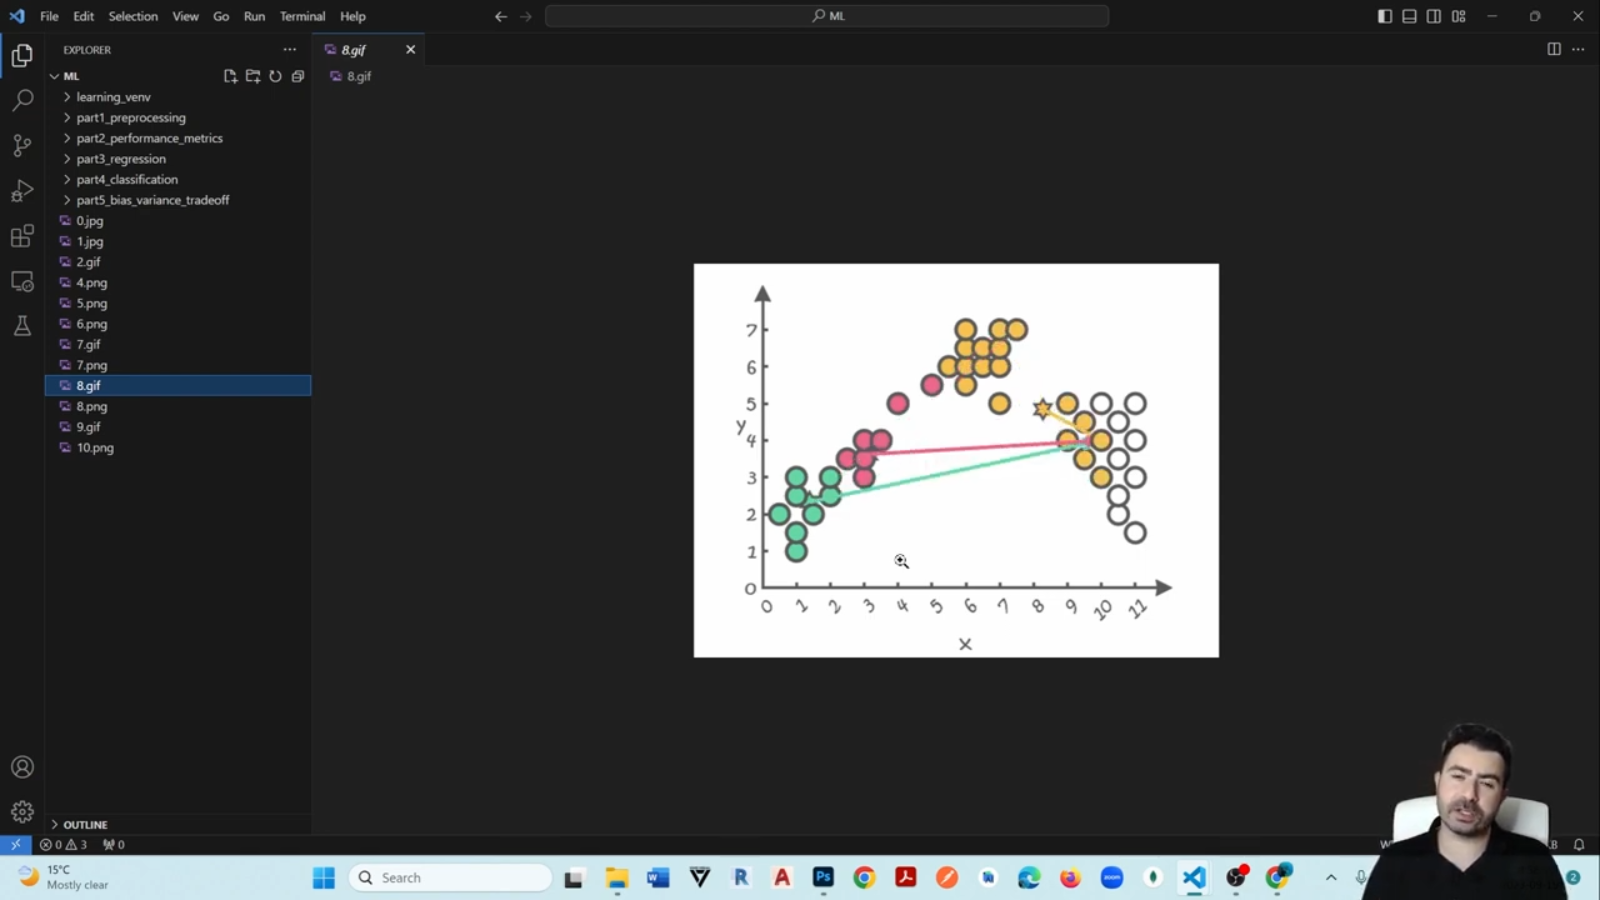 File Edit Selection View Go Run Terminal Help
ML
EXPLORER
8.gif
ML
8.gif
learning_venv
part1_preprocessing
part2_performance_metrics
part3_regression
part4_classification
part5_bias_variance_tradeoff
0.jpg
1.jpg
2.gif
4.png
5.png
6.png
7.gif
7.png
8.gif
8.png
9.gif
10.png
7
6
5
y
4
3
2
1
0
0 1 2 3 4 5 6 7 8 9 10 11
x
OUTLINE
0 3 0
15°C
Mostly clear
Search
zoom
2